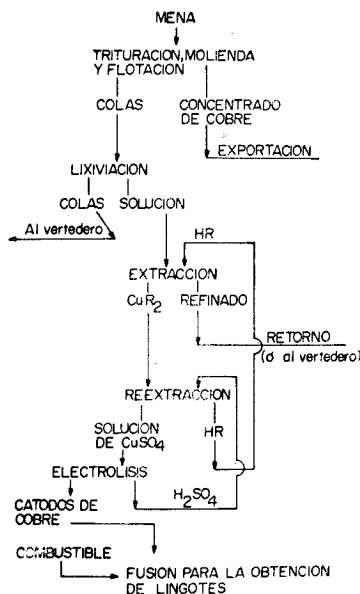 MENA
TRITURACION, MOLIENDA
Y FLOTACION
COLAS
CONCENTRADO
DE COBRE
EXPORTACION
LIXIVIACION
COLAS
SOLUCION
Al vertedero
HR
EXTRACCION
CuR2
REFINADO
RETORNO
(ó al vertedero)
REEXTRACCION
SOLUCION
DE CuSO4
HR
ELECTROLISIS
H2SO4
CATODOS DE
COBRE
COMBUSTIBLE
FUSION PARA LA OBTENCION
DE LINGOTES